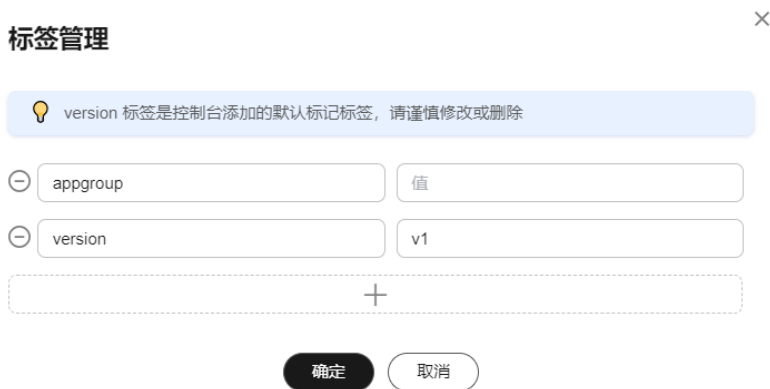 标签管理
version 标签是控制台添加的默认标记标签，请谨慎修改或删除
appgroup 值
version v1
确定 取消